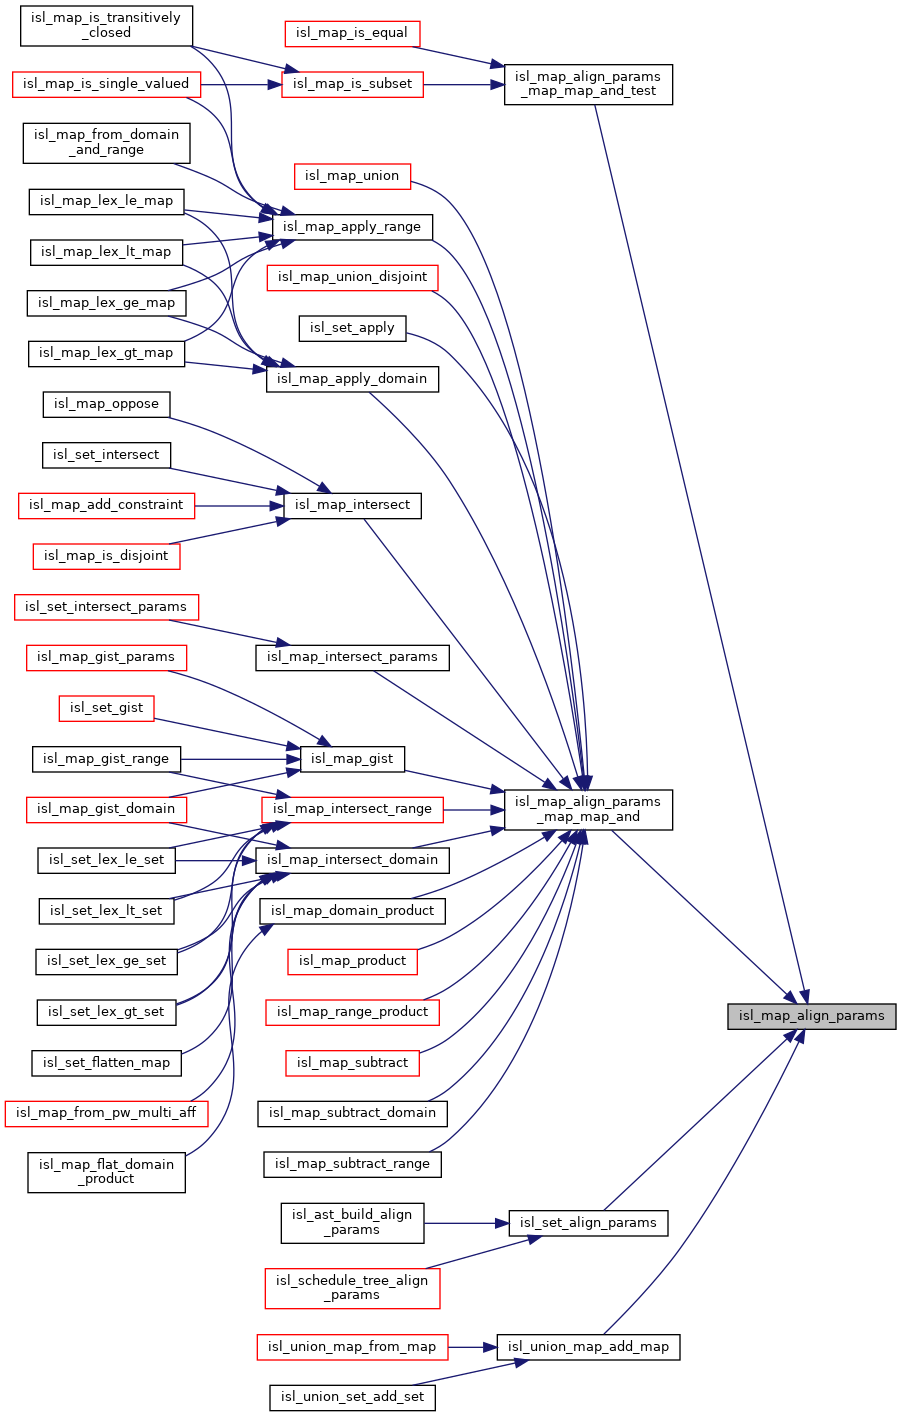 isl_map_is_transitively
_closed
isl_map_is_single_valued
isl_map_from_domain
_and_range
isl_map_lex_le_map
isl_map_lex_lt_map
isl_map_lex_ge_map
isl_map_lex_gt_map
isl_map_oppose
isl_set_intersect
isl_map_add_constraint
isl_map_is_disjoint
isl_set_intersect_params
isl_map_gist_params
isl_set_gist
isl_map_gist_range
isl_map_gist_domain
isl_set_lex_le_set
isl_set_lex_lt_set
isl_set_lex_ge_set
isl_set_lex_gt_set
isl_set_flatten_map
isl_map_from_pw_multi_aff
isl_map_flat_domain
_product
isl_map_is_equal
isl_map_is_subset
isl_map_union
isl_map_apply_range
isl_map_union_disjoint
isl_set_apply
isl_map_apply_domain
isl_map_intersect
isl_map_intersect_params
isl_map_gist
isl_map_intersect_range
isl_map_intersect_domain
isl_map_domain_product
isl_map_product
isl_map_range_product
isl_map_subtract
isl_map_subtract_domain
isl_map_subtract_range
isl_ast_build_align
_params
isl_schedule_tree_align
_params
isl_union_map_from_map
isl_union_set_add_set
isl_map_align_params
_map_map_and_test
isl_map_align_params
_map_map_and
isl_set_align_params
isl_union_map_add_map
isl_map_align_params